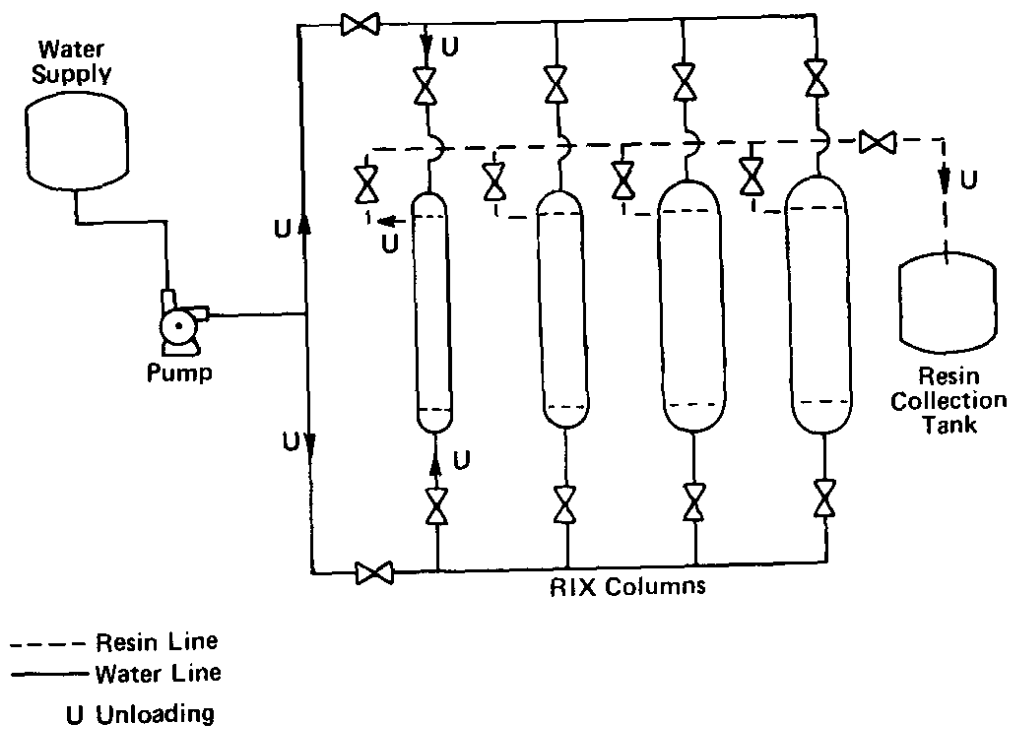 Water
Supply
U
U
U
U
Pump
Resin
Collection
Tank
U
U
RIX Columns
Resin Line
Water Line
U Unloading